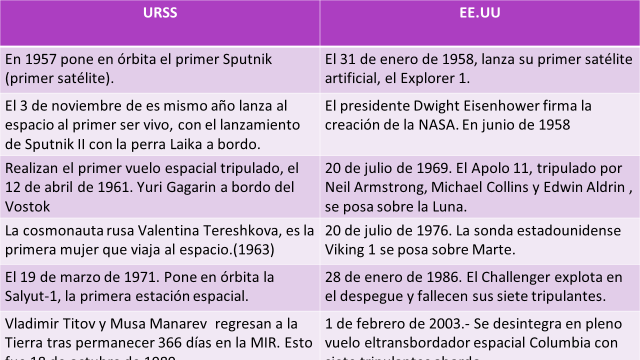 URSS
EE.UU
En 1957 pone en órbita el primer Sputnik
(primer satélite).
El 31 de enero de 1958, lanza su primer satélite
artificial, el Explorer 1.
El 3 de noviembre de es mismo año lanza al
espacio al primer ser vivo, con el lanzamiento
de Sputnik II con la perra Laika a bordo.
El presidente Dwight Eisenhower firma la
creación de la NASA. En junio de 1958
Realizan el primer vuelo espacial tripulado, el
12 de abril de 1961. Yuri Gagarin a bordo del
Vostok
20 de julio de 1969. El Apolo 11, tripulado por
Neil Armstrong, Michael Collins y Edwin Aldrin ,
se posa sobre la Luna.
La cosmonauta rusa Valentina Tereshkova, es la
primera mujer que viaja al espacio.(1963)
20 de julio de 1976. La sonda estadounidense
Viking 1 se posa sobre Marte.
El 19 de marzo de 1971. Pone en órbita la
Salyut-1, la primera estación espacial.
28 de enero de 1986. El Challenger explota en
el despegue y fallecen sus siete tripulantes.
Vladimir Titov y Musa Manarev regresan a la
Tierra tras permanecer 366 días en la MIR. Esto
1 de febrero de 2003.- Se desintegra en pleno
vuelo eltransbordador espacial Columbia con